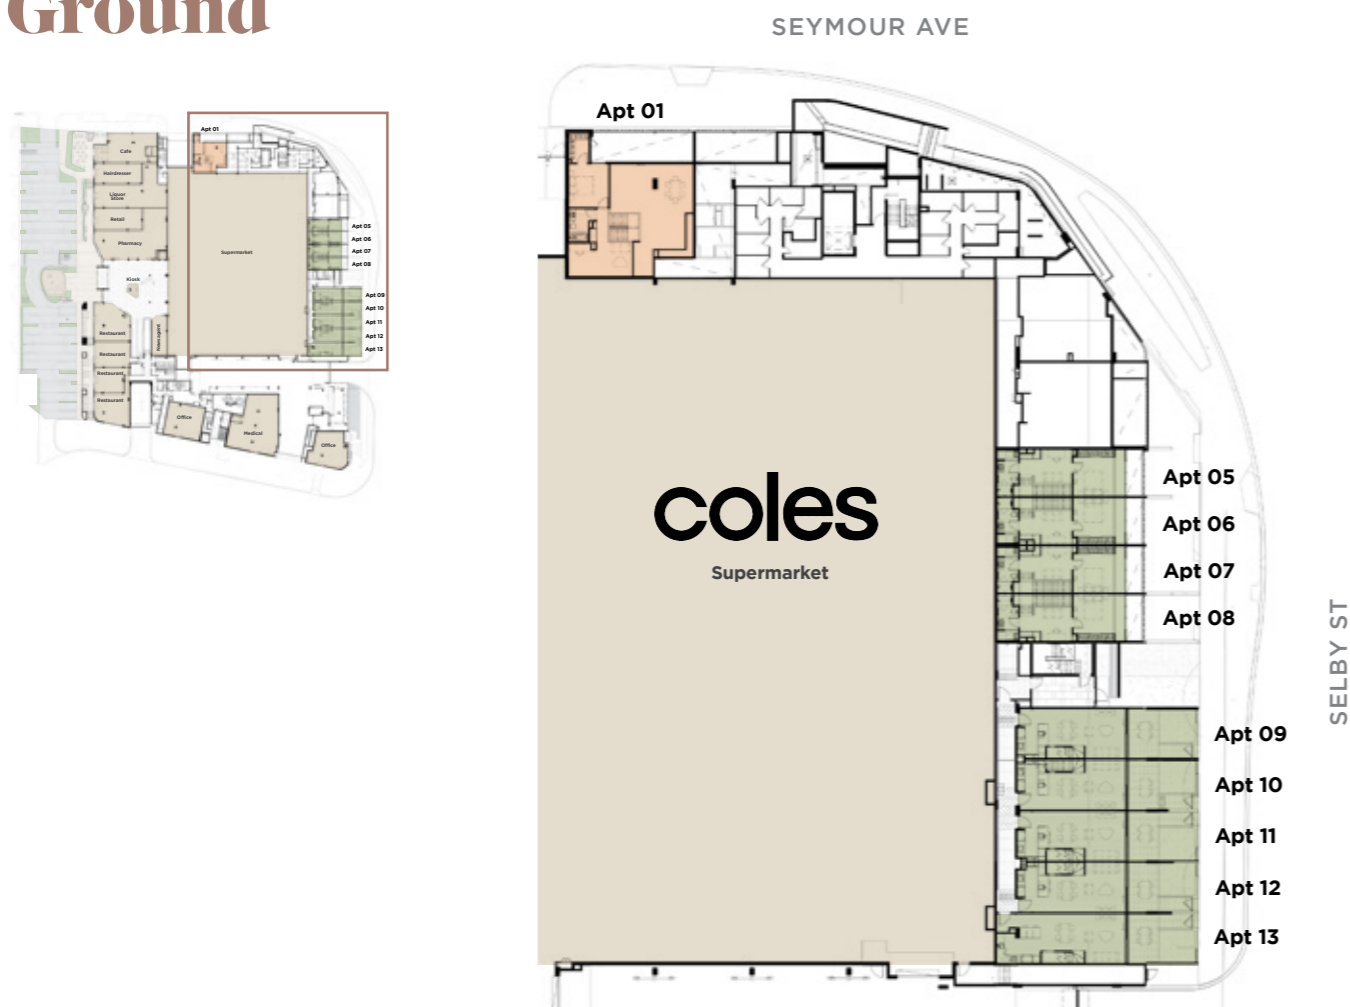 Ground
SEYMOUR AVE
Apt 01
Apt 01
Cafe
Hairdresser
Liquor
Store
Retail
Pharmacy
Kiosk
Supermarket
Newsagent
Restaurant
Restaurant
Restaurant
Restaurant
Office
Medical
Office
Apt 05
Apt 06
Apt 07
Apt 08
Apt 09
Apt 10
Apt 11
Apt 12
Apt 13
coles
Supermarket
Apt 05
Apt 06
Apt 07
Apt 08
Apt 09
Apt 10
Apt 11
Apt 12
Apt 13
SELBY ST